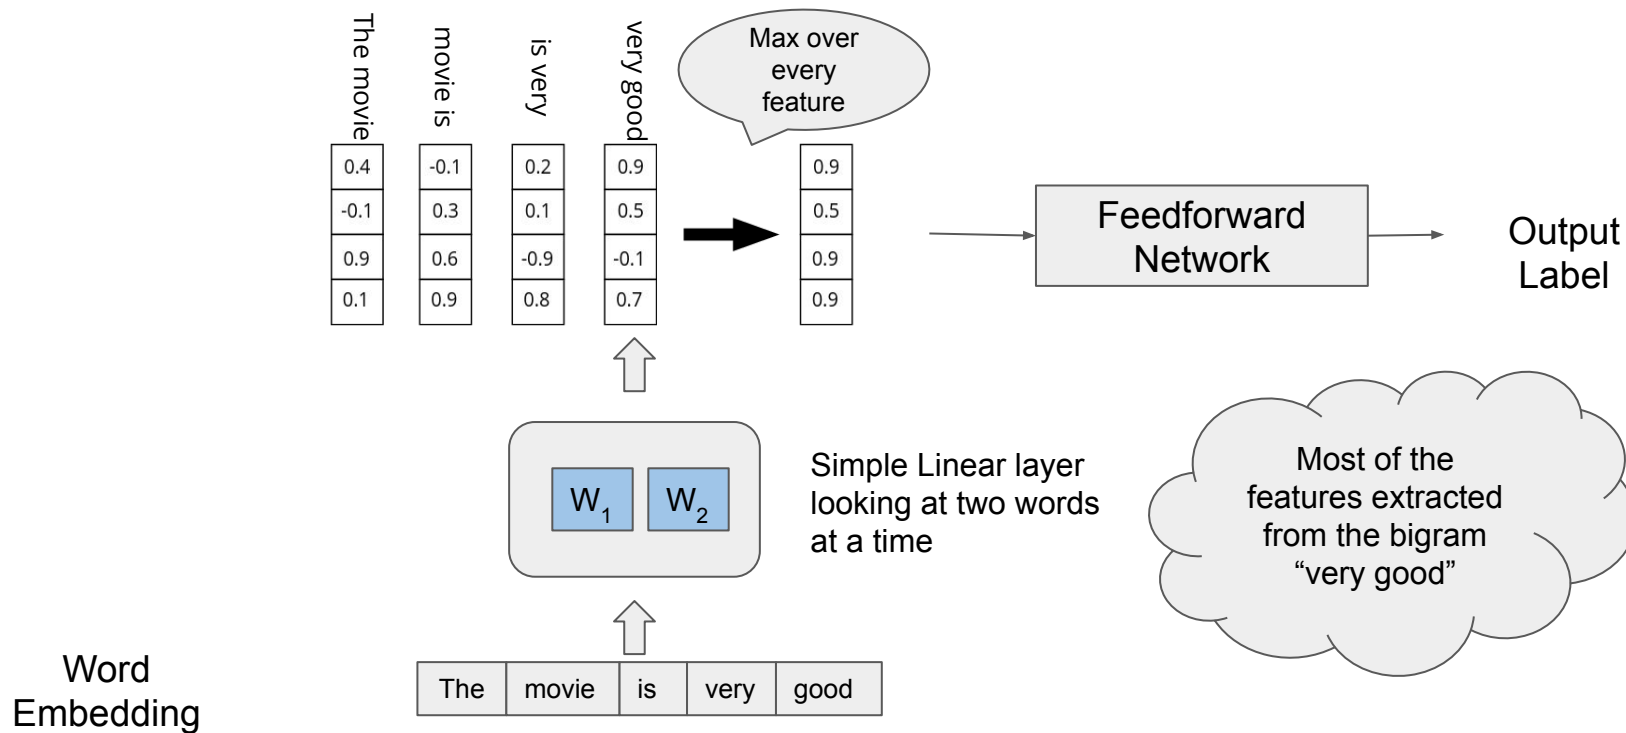 The movie
movie is
is very
very good
Max over
every
feature
0.4 -0.1 0.2 0.9 0.9
-0.1 0.3 0.1 0.5 0.5
0.9 0.6 -0.9 -0.1 0.9
0.1 0.9 0.8 0.7 0.9
Feedforward
Network
Output
Label
W1 W2
Simple Linear layer
looking at two words
at a time
Most of the
features extracted
from the bigram
“very good”
Word
Embedding
The movie is very good